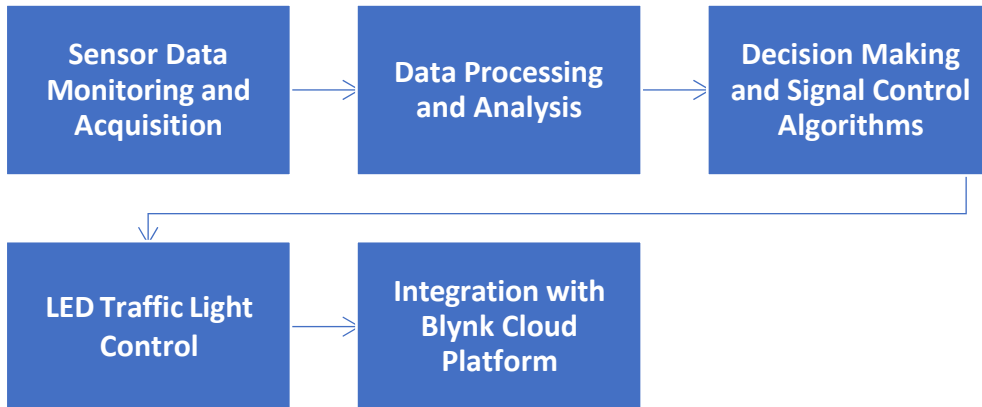 Sensor Data
Monitoring and
Acquisition
Data Processing
and Analysis
Decision Making
and Signal Control
Algorithms
LED Traffic Light
Control
Integration with
Blynk Cloud
Platform